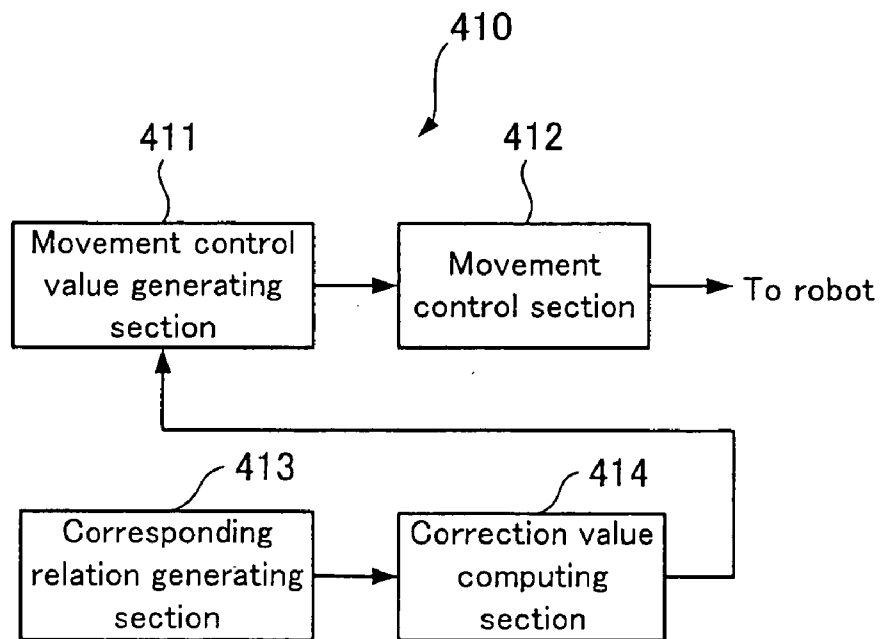 410
411
412
Movement control
value generating
section
Movement
control section
To robot
413
414
Corresponding
relation generating
section
Correction value
computing
section